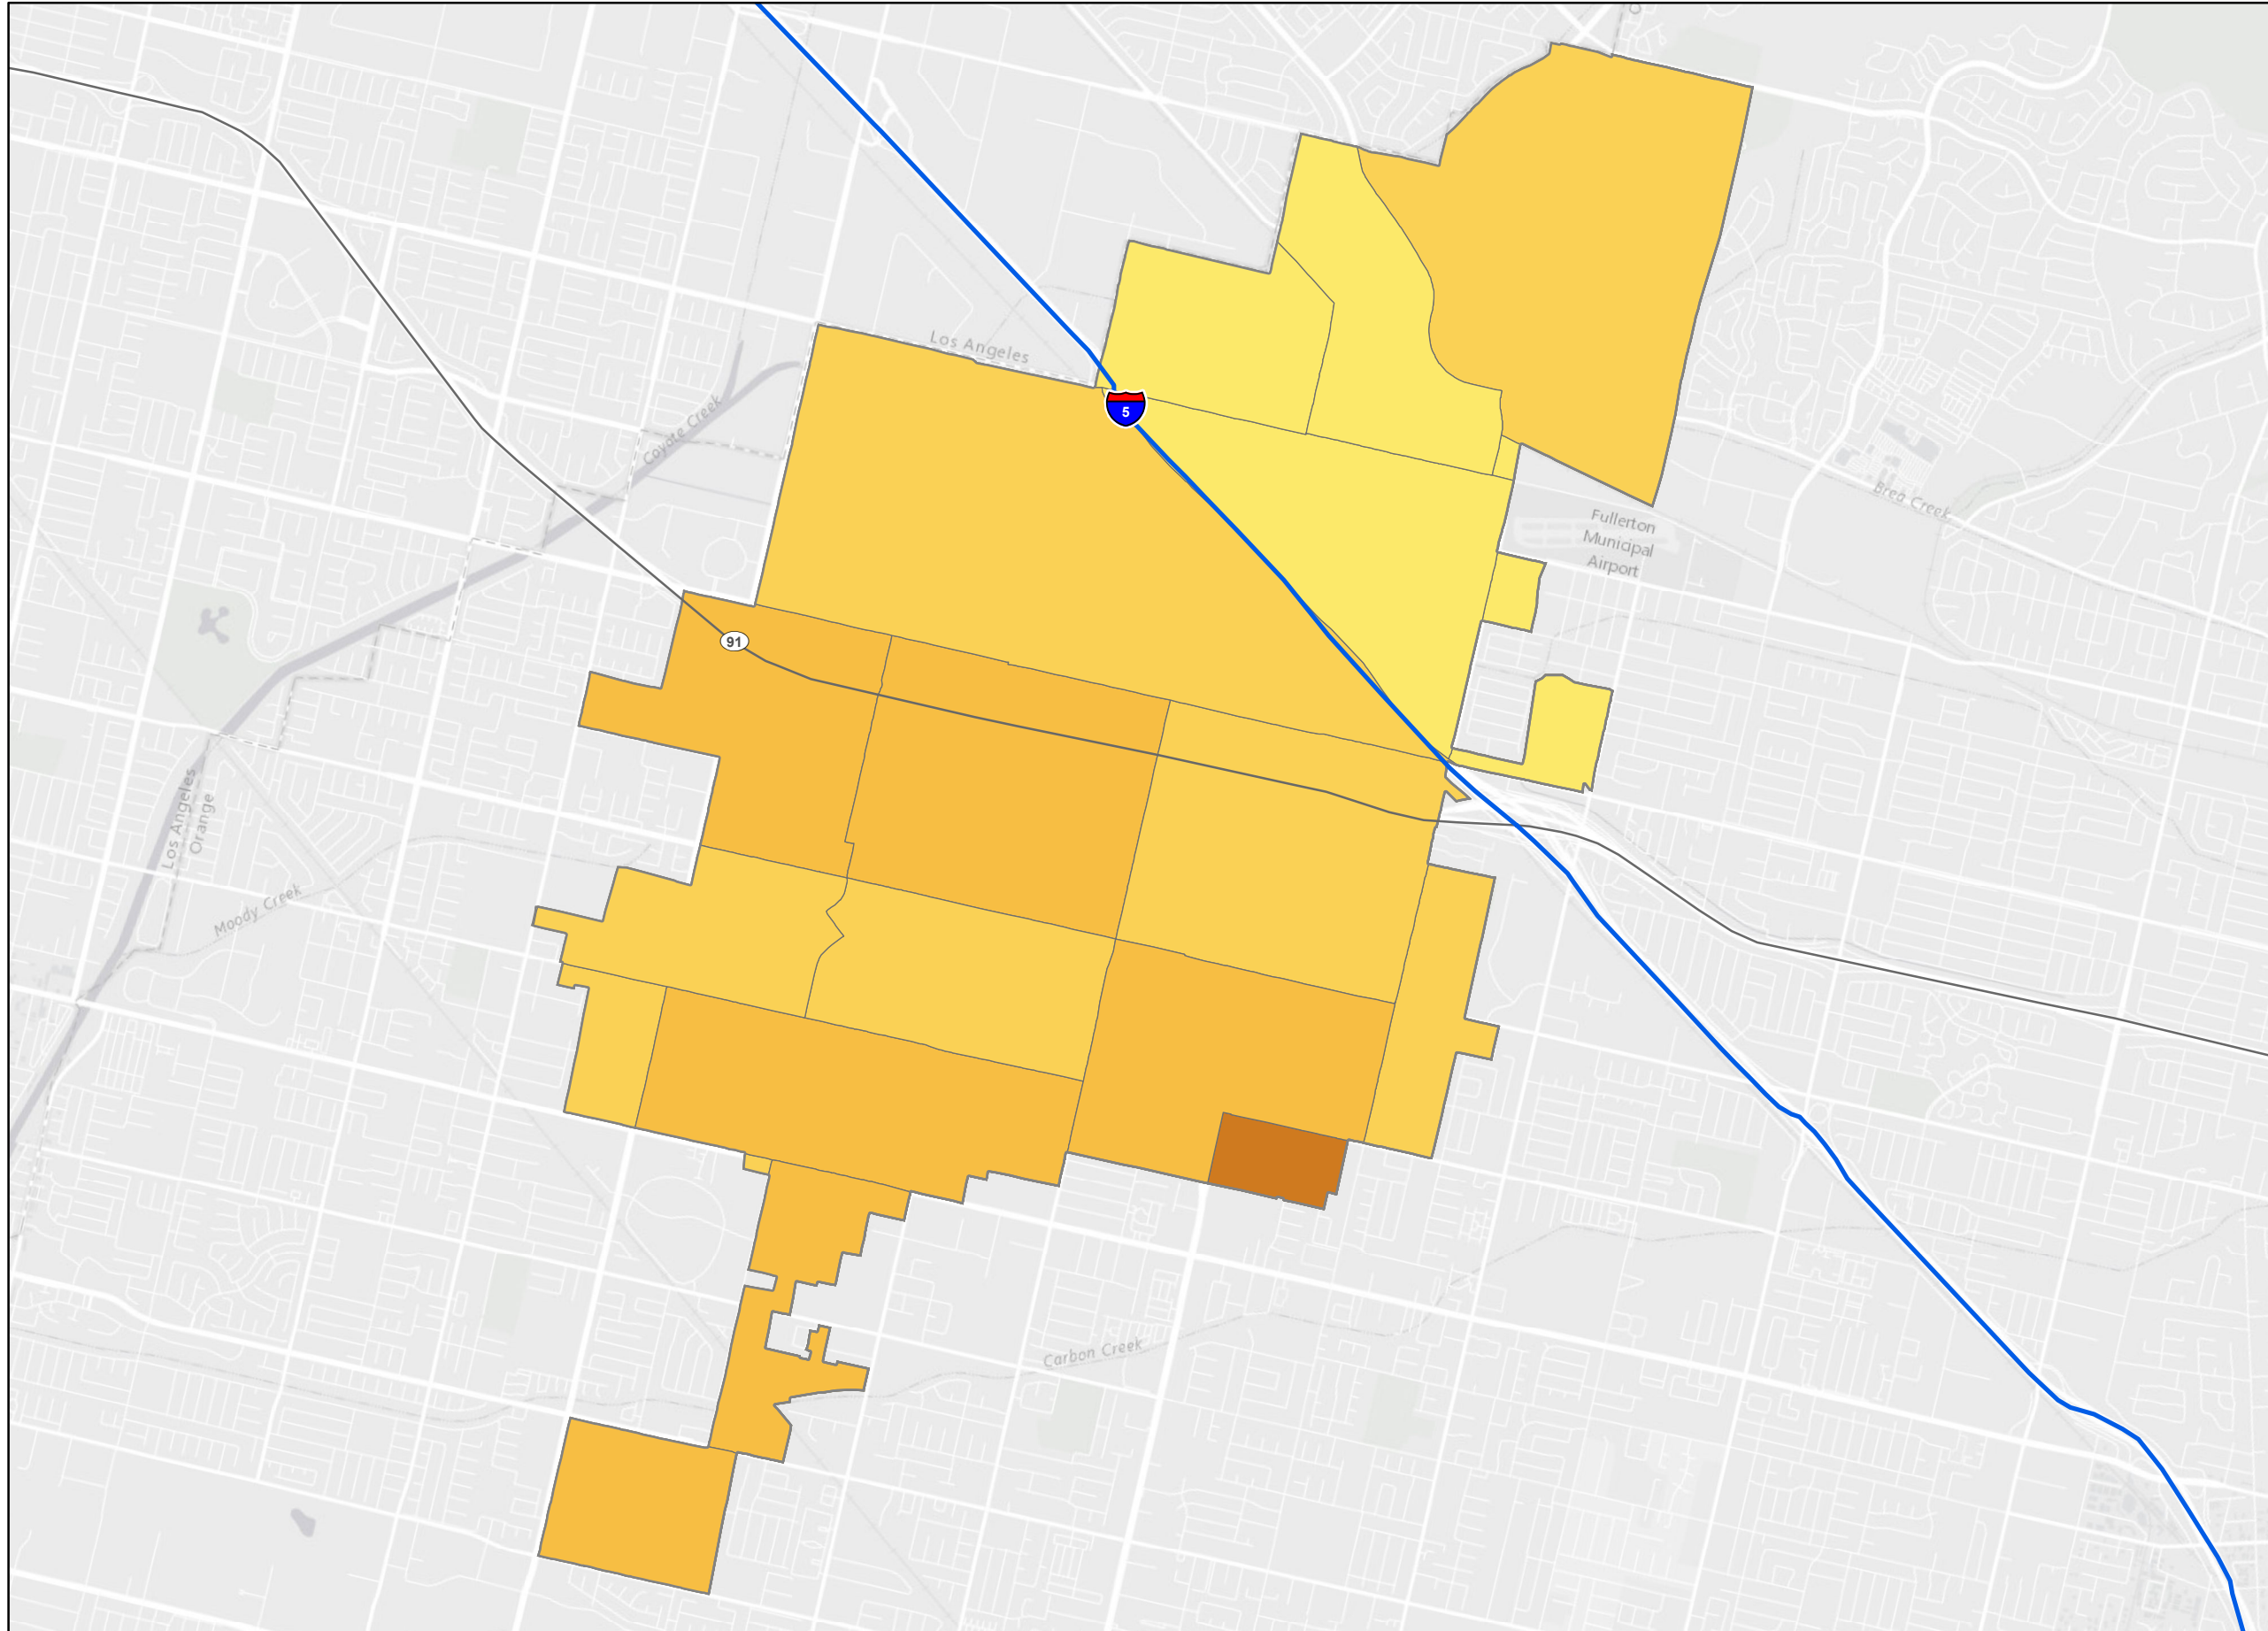 Los Angeles
5
Coyote Creek
Brea Creek
Fullerton
Municipal
Airport
91
Los Angeles
Orange
Moody Creek
Carbon Creek